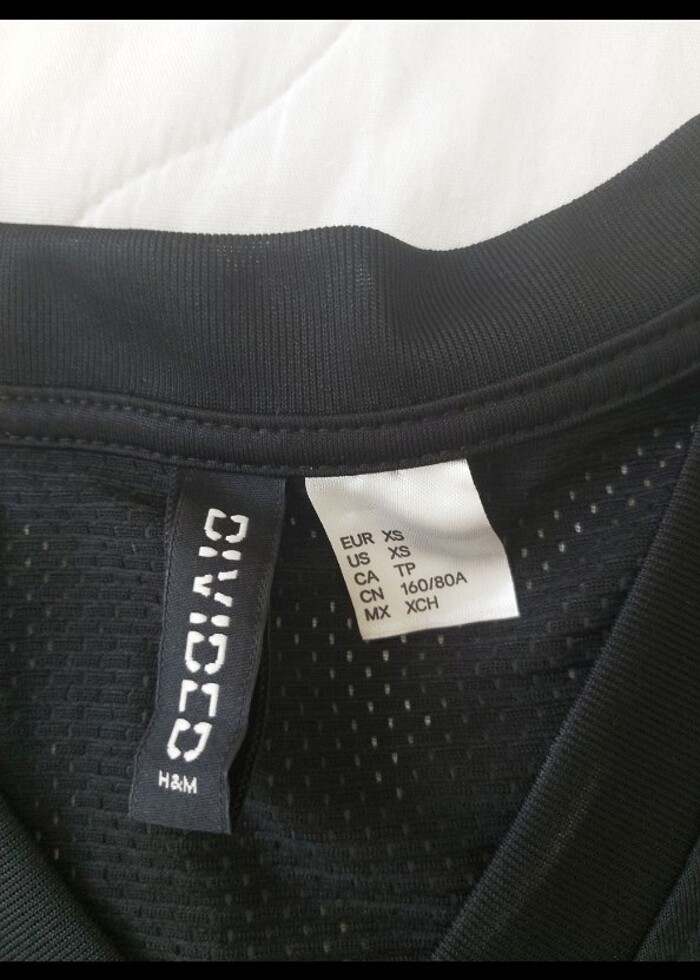 DIVIDED
H&M
EUR XS
US XS
CA TP
CN 160/80A
MX XCH